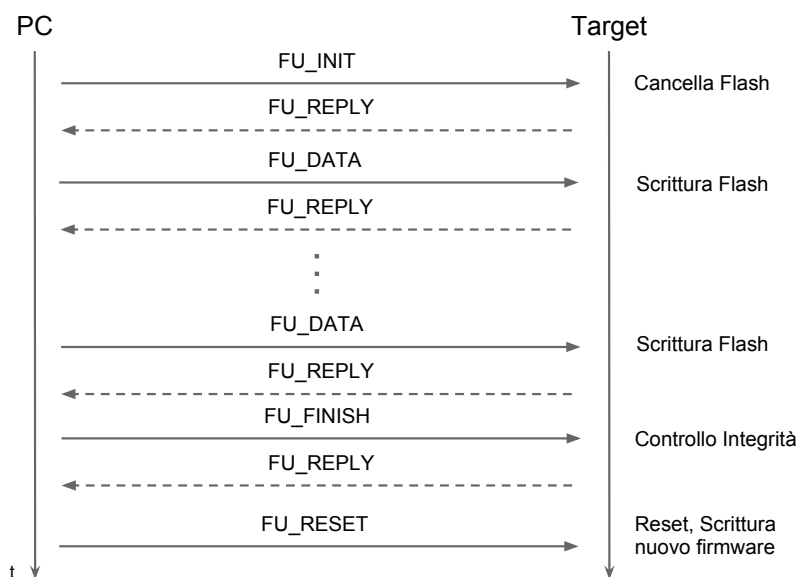 PC
Target
FU_INIT
Cancella Flash
FU_REPLY
FU_DATA
Scrittura Flash
FU_REPLY
FU_DATA
Scrittura Flash
FU_REPLY
FU_FINISH
Controllo Integrità
FU_REPLY
FU_RESET
Reset, Scrittura
nuovo firmware
t